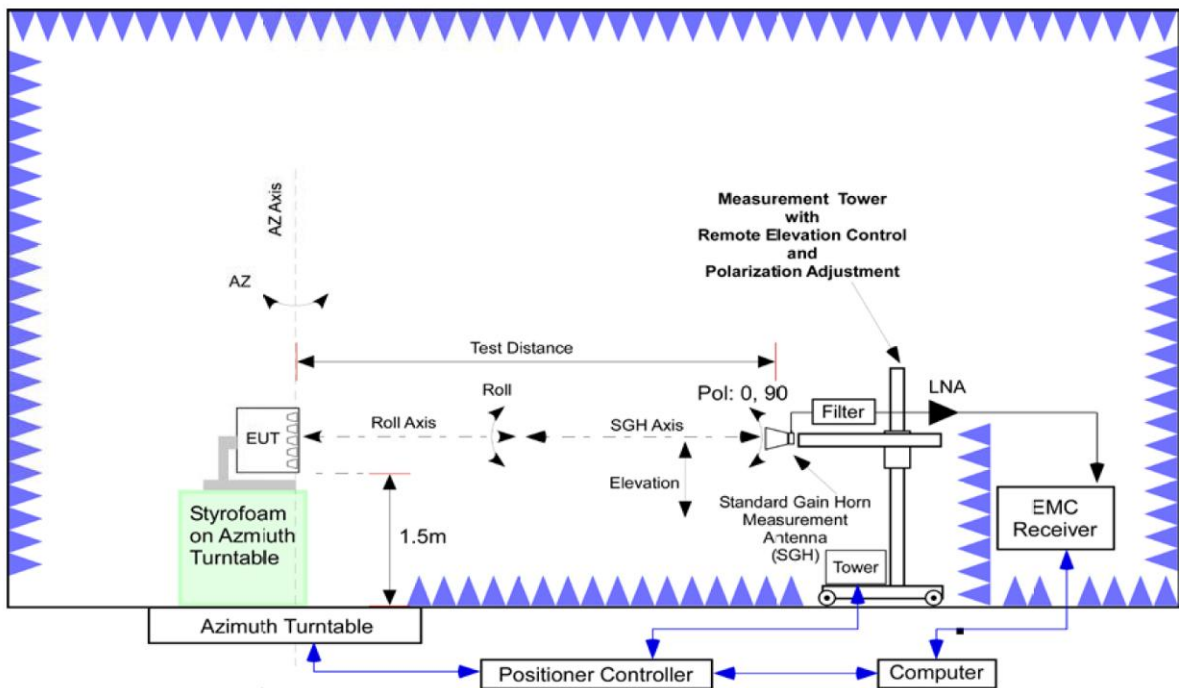 AZ Axis
AZ
Measurement Tower
with
Remote Elevation Control
and
Polarization Adjustment
Test Distance
Roll
Pol: 0, 90
LNA
Filter
EUT
Roll Axis
SGH Axis
Elevation
Styrofoam
on Azmiuth
Turntable
1.5m
Standard Gain Horn
Measurement
Antenna
(SGH)
EMC
Receiver
Tower
Azimuth Turntable
Positioner Controller
Computer